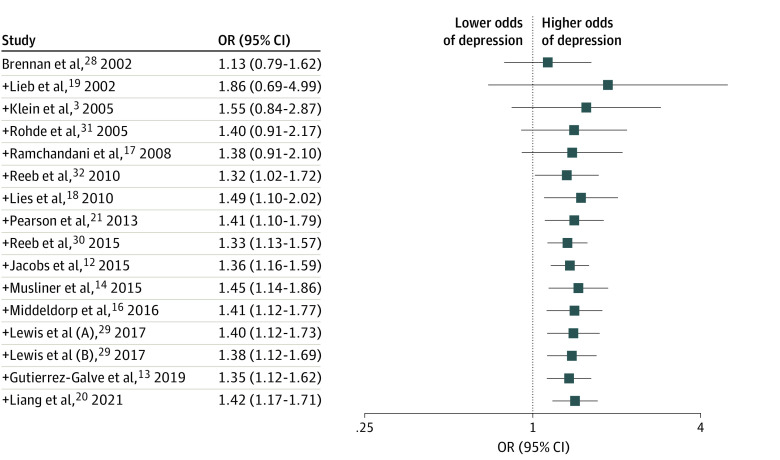 Lower odds of depression
Higher odds of depression
Study OR (95% CI)
Brennan et al,28 2002 1.13 (0.79-1.62)
+Lieb et al,19 2002 1.86 (0.69-4.99)
+Klein et al,3 2005 1.55 (0.84-2.87)
+Rohde et al,31 2005 1.40 (0.91-2.17)
+Ramchandani et al,17 2008 1.38 (0.91-2.10)
+Reeb et al,32 2010 1.32 (1.02-1.72)
+Lies et al,18 2010 1.49 (1.10-2.02)
+Pearson et al,21 2013 1.41 (1.10-1.79)
+Reeb et al,30 2015 1.33 (1.13-1.57)
+Jacobs et al,12 2015 1.36 (1.16-1.59)
+Musliner et al,14 2015 1.45 (1.14-1.86)
+Middeldorp et al,16 2016 1.41 (1.12-1.77)
+Lewis et al (A),29 2017 1.40 (1.12-1.73)
+Lewis et al (B),29 2017 1.38 (1.12-1.69)
+Gutierrez-Galve et al,13 2019 1.35 (1.12-1.62)
+Liang et al,20 2021 1.42 (1.17-1.71)
.25 1 4
OR (95% CI)